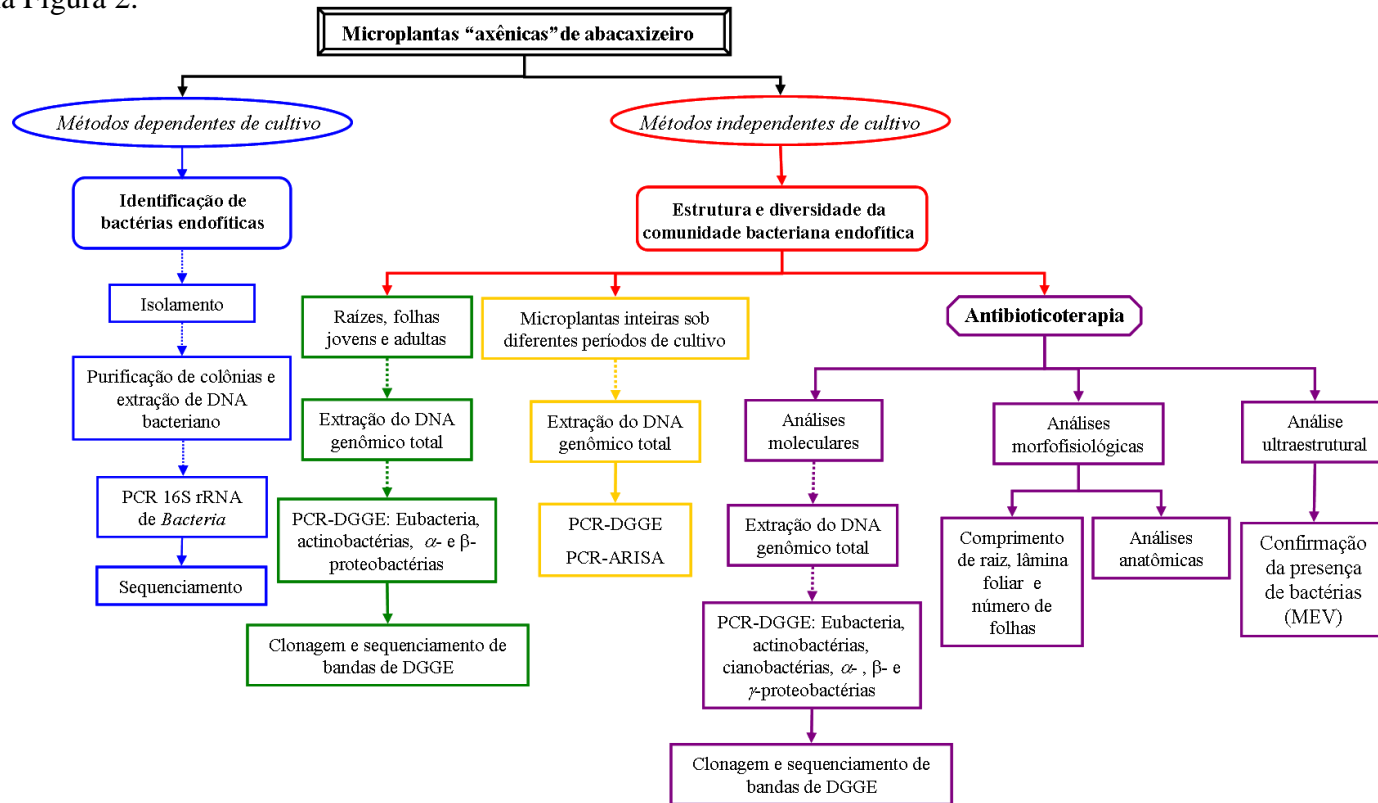 na Figura 2.
Microplantas “axênicas”de abacaxizeiro
Métodos dependentes de cultivo
Métodos independentes de cultivo
Identificação de
bactérias endofíticas
Estrutura e diversidade da
comunidade bacteriana endofítica
Isolamento
Purificação de colônias e
extração de DNA
bacteriano
PCR 16S rRNA
de Bacteria
Sequenciamento
Raízes, folhas
jovens e adultas
Extração do DNA
genômico total
PCR-DGGE: Eubacteria,
actinobactérias, α- e β-
proteobactérias
Clonagem e sequenciamento de
bandas de DGGE
Microplantas inteiras sob
diferentes períodos de cultivo
Extração do DNA
genômico total
PCR-DGGE
PCR-ARISA
Antibioticoterapia
Análises
moleculares
Extração do DNA
genômico total
PCR-DGGE: Eubacteria,
actinobactérias,
cianobactérias, α- , β- e
γ-proteobactérias
Clonagem e sequenciamento de
bandas de DGGE
Análises
morfofisiológicas
Comprimento
de raiz, lâmina
foliar e
número de
folhas
Análises
anatômicas
Análise
ultraestrutural
Confirmação
da presença
de bactérias
(MEV)